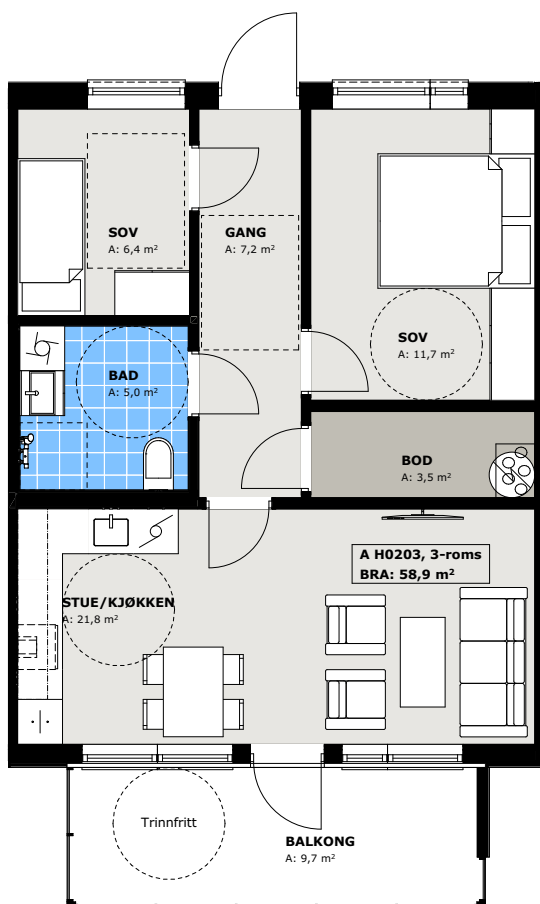 SOV
A: 6,4 m²
GANG
A: 7,2 m²
SOV
A: 11,7 m²
BAD
A: 5,0 m²
BOD
A: 3,5 m²
A H0203, 3-roms
BRA: 58,9 m²
STUE/KJØKKEN
A: 21,8 m²
Trinnfritt
BALKONG
A: 9,7 m²